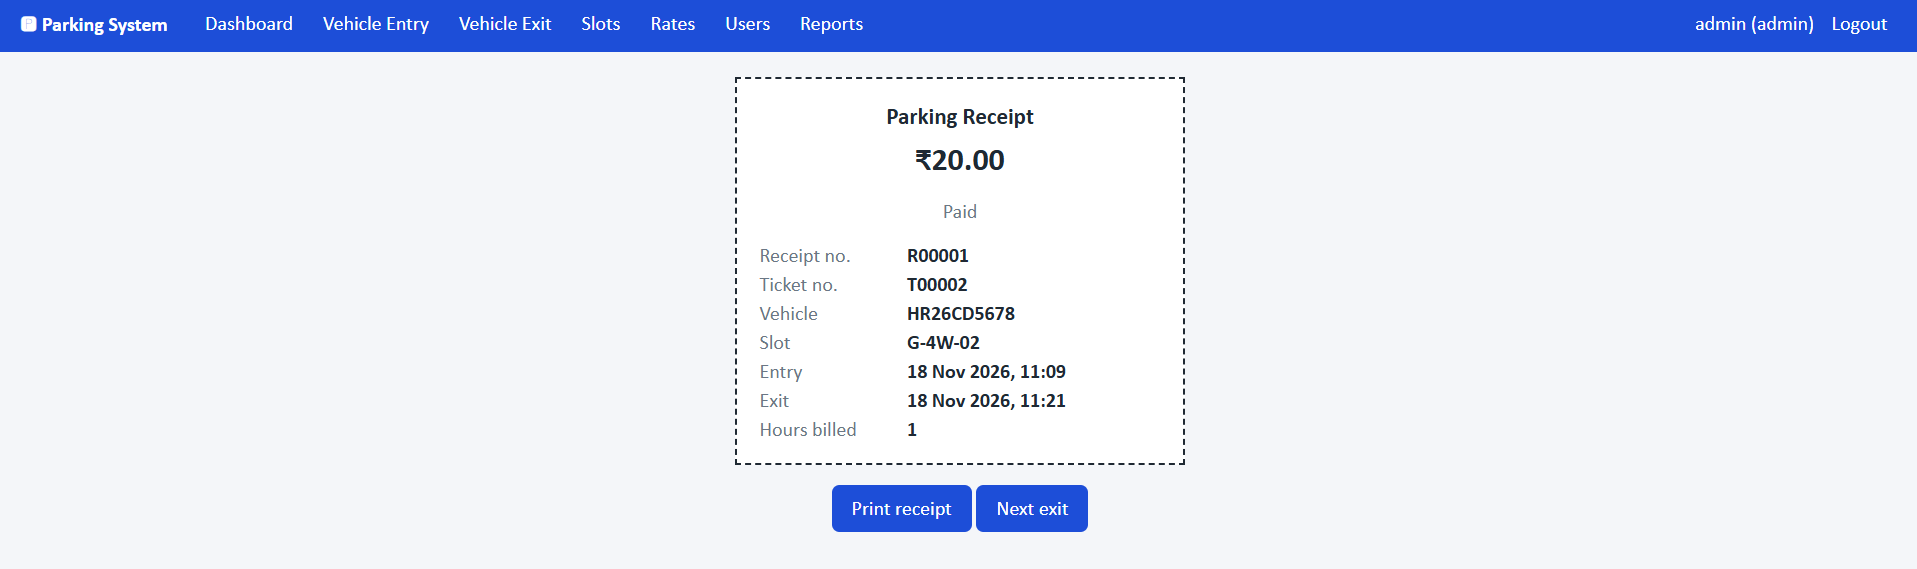 🅿 Parking System Dashboard Vehicle Entry Vehicle Exit Slots Rates Users Reports admin (admin) Logout
Parking Receipt
₹20.00
Paid
Receipt no. R00001
Ticket no. T00002
Vehicle HR26CD5678
Slot G-4W-02
Entry 18 Nov 2026, 11:09
Exit 18 Nov 2026, 11:21
Hours billed 1
Print receipt Next exit